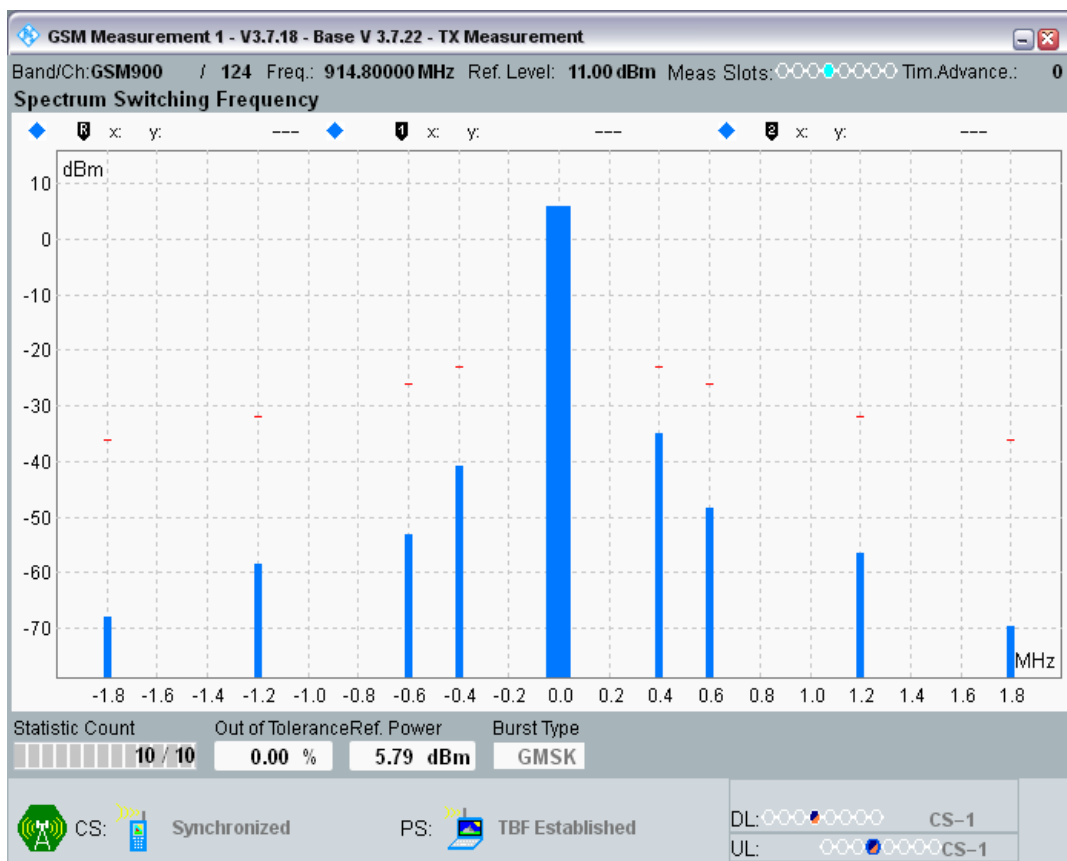 GSM Measurement 1 - V3.7.18 - Base V 3.7.22 - TX Measurement
Band/Ch:GSM900 / 124 Freq.: 914.80000 MHz Ref. Level: 11.00 dBm Meas Slots: Tim.Advance.: 0
Spectrum Switching Frequency
R x: y: --- 1 x: y: --- 2 x: y: ---
dBm
10
0
-10
-20
-30
-40
-50
-60
-70
MHz
-1.8 -1.6 -1.4 -1.2 -1.0 -0.8 -0.6 -0.4 -0.2 0.0 0.2 0.4 0.6 0.8 1.0 1.2 1.4 1.6 1.8
Statistic Count Out of Tolerance Ref. Power Burst Type
10 / 10 0.00 % 5.79 dBm GMSK
CS: Synchronized PS: TBF Established DL: CS-1
UL: CS-1